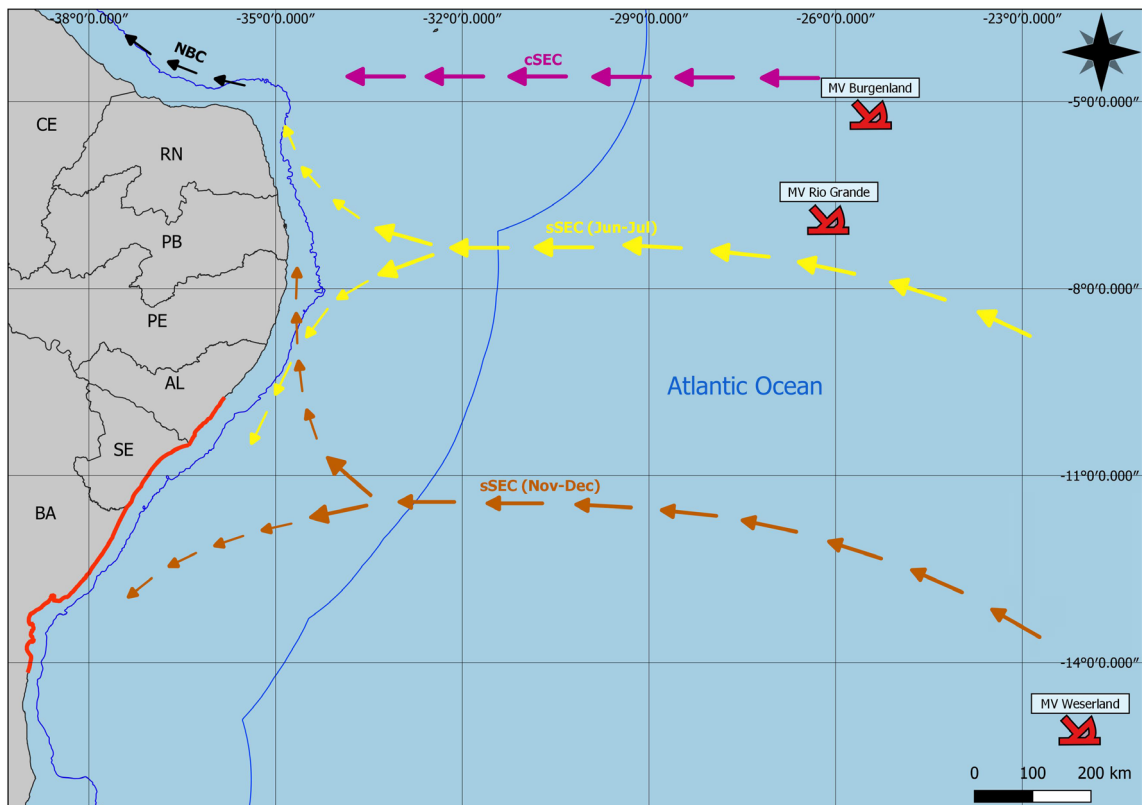 -38°0′0.000″ -35°0′0.000″ -32°0′0.000″ -29°0′0.000″ -26°0′0.000″ -23°0′0.000″
NBC
cSEC
MV Burgenland
-5°0′0.000″
CE
RN
MV Rio Grande
sSEC (Jun-Jul)
PB
-8°0′0.000″
PE
AL
Atlantic Ocean
SE
-11°0′0.000″
sSEC (Nov-Dec)
BA
-14°0′0.000″
MV Weserland
0 100 200 km